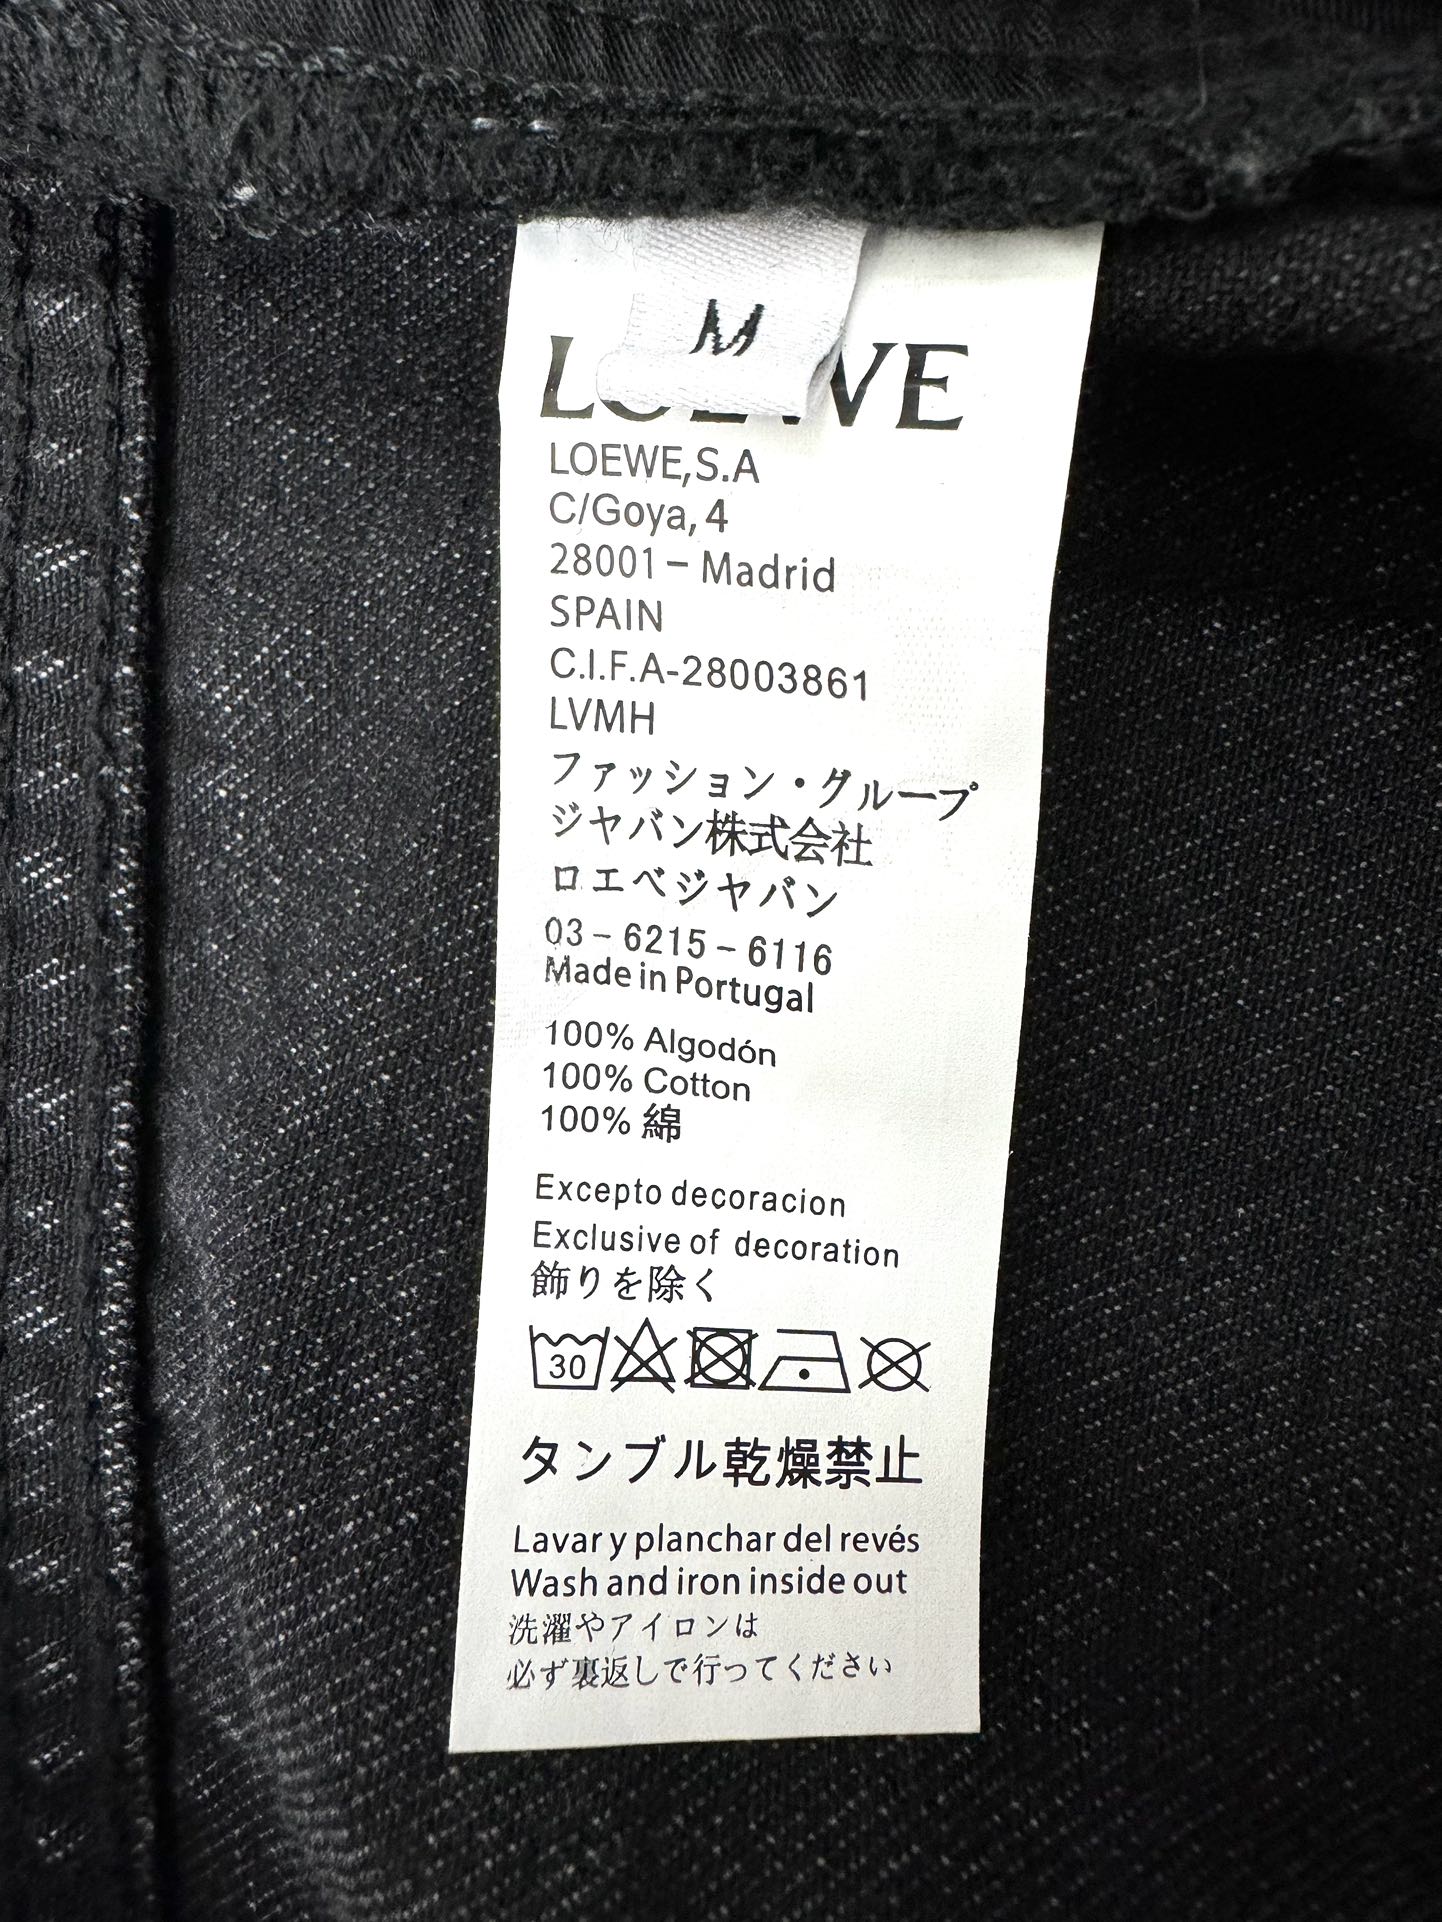 M
LOEWE
LOEWE,S.A
C/Goya, 4
28001 – Madrid
SPAIN
C.I.F.A-28003861
LVMH
ファッション・グループ
ジャパン株式会社
ロエベジャパン
03 – 6215 – 6116
Made in Portugal
100% Algodón
100% Cotton
100% 綿
Excepto decoracion
Exclusive of decoration
飾りを除く
30
タンブル乾燥禁止
Lavar y planchar del revés
Wash and iron inside out
洗濯やアイロンは
必ず裏返しで行ってください